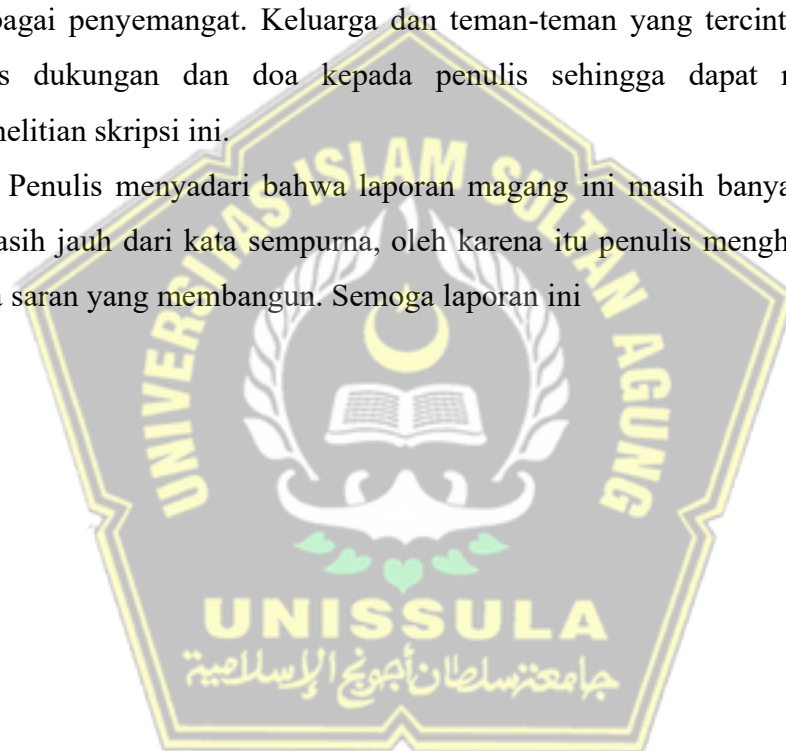 bagai penyemangat. Keluarga dan teman-teman yang tercint
s dukungan dan doa kepada penulis sehingga dapat
nelitian skripsi ini.
Penulis menyadari bahwa laporan magang ini masih banya
asih jauh dari kata sempurna, oleh karena itu penulis mengh
saran yang membangun. Semoga laporan ini
UNIVERSITAS ISLAM SULTAN AGUNG
UNISSULA
جامعة سلطان أجونج الإسلامية